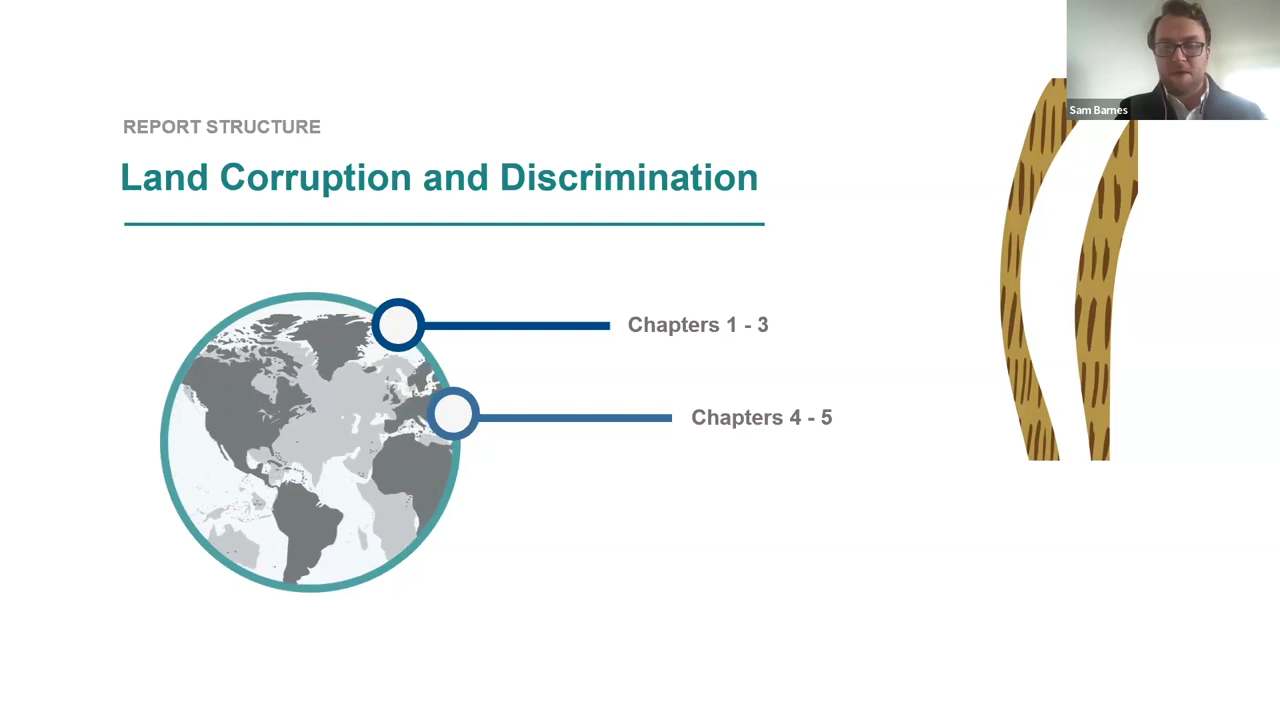 Sam Barnes
REPORT STRUCTURE
Land Corruption and Discrimination
Chapters 1 - 3
Chapters 4 - 5